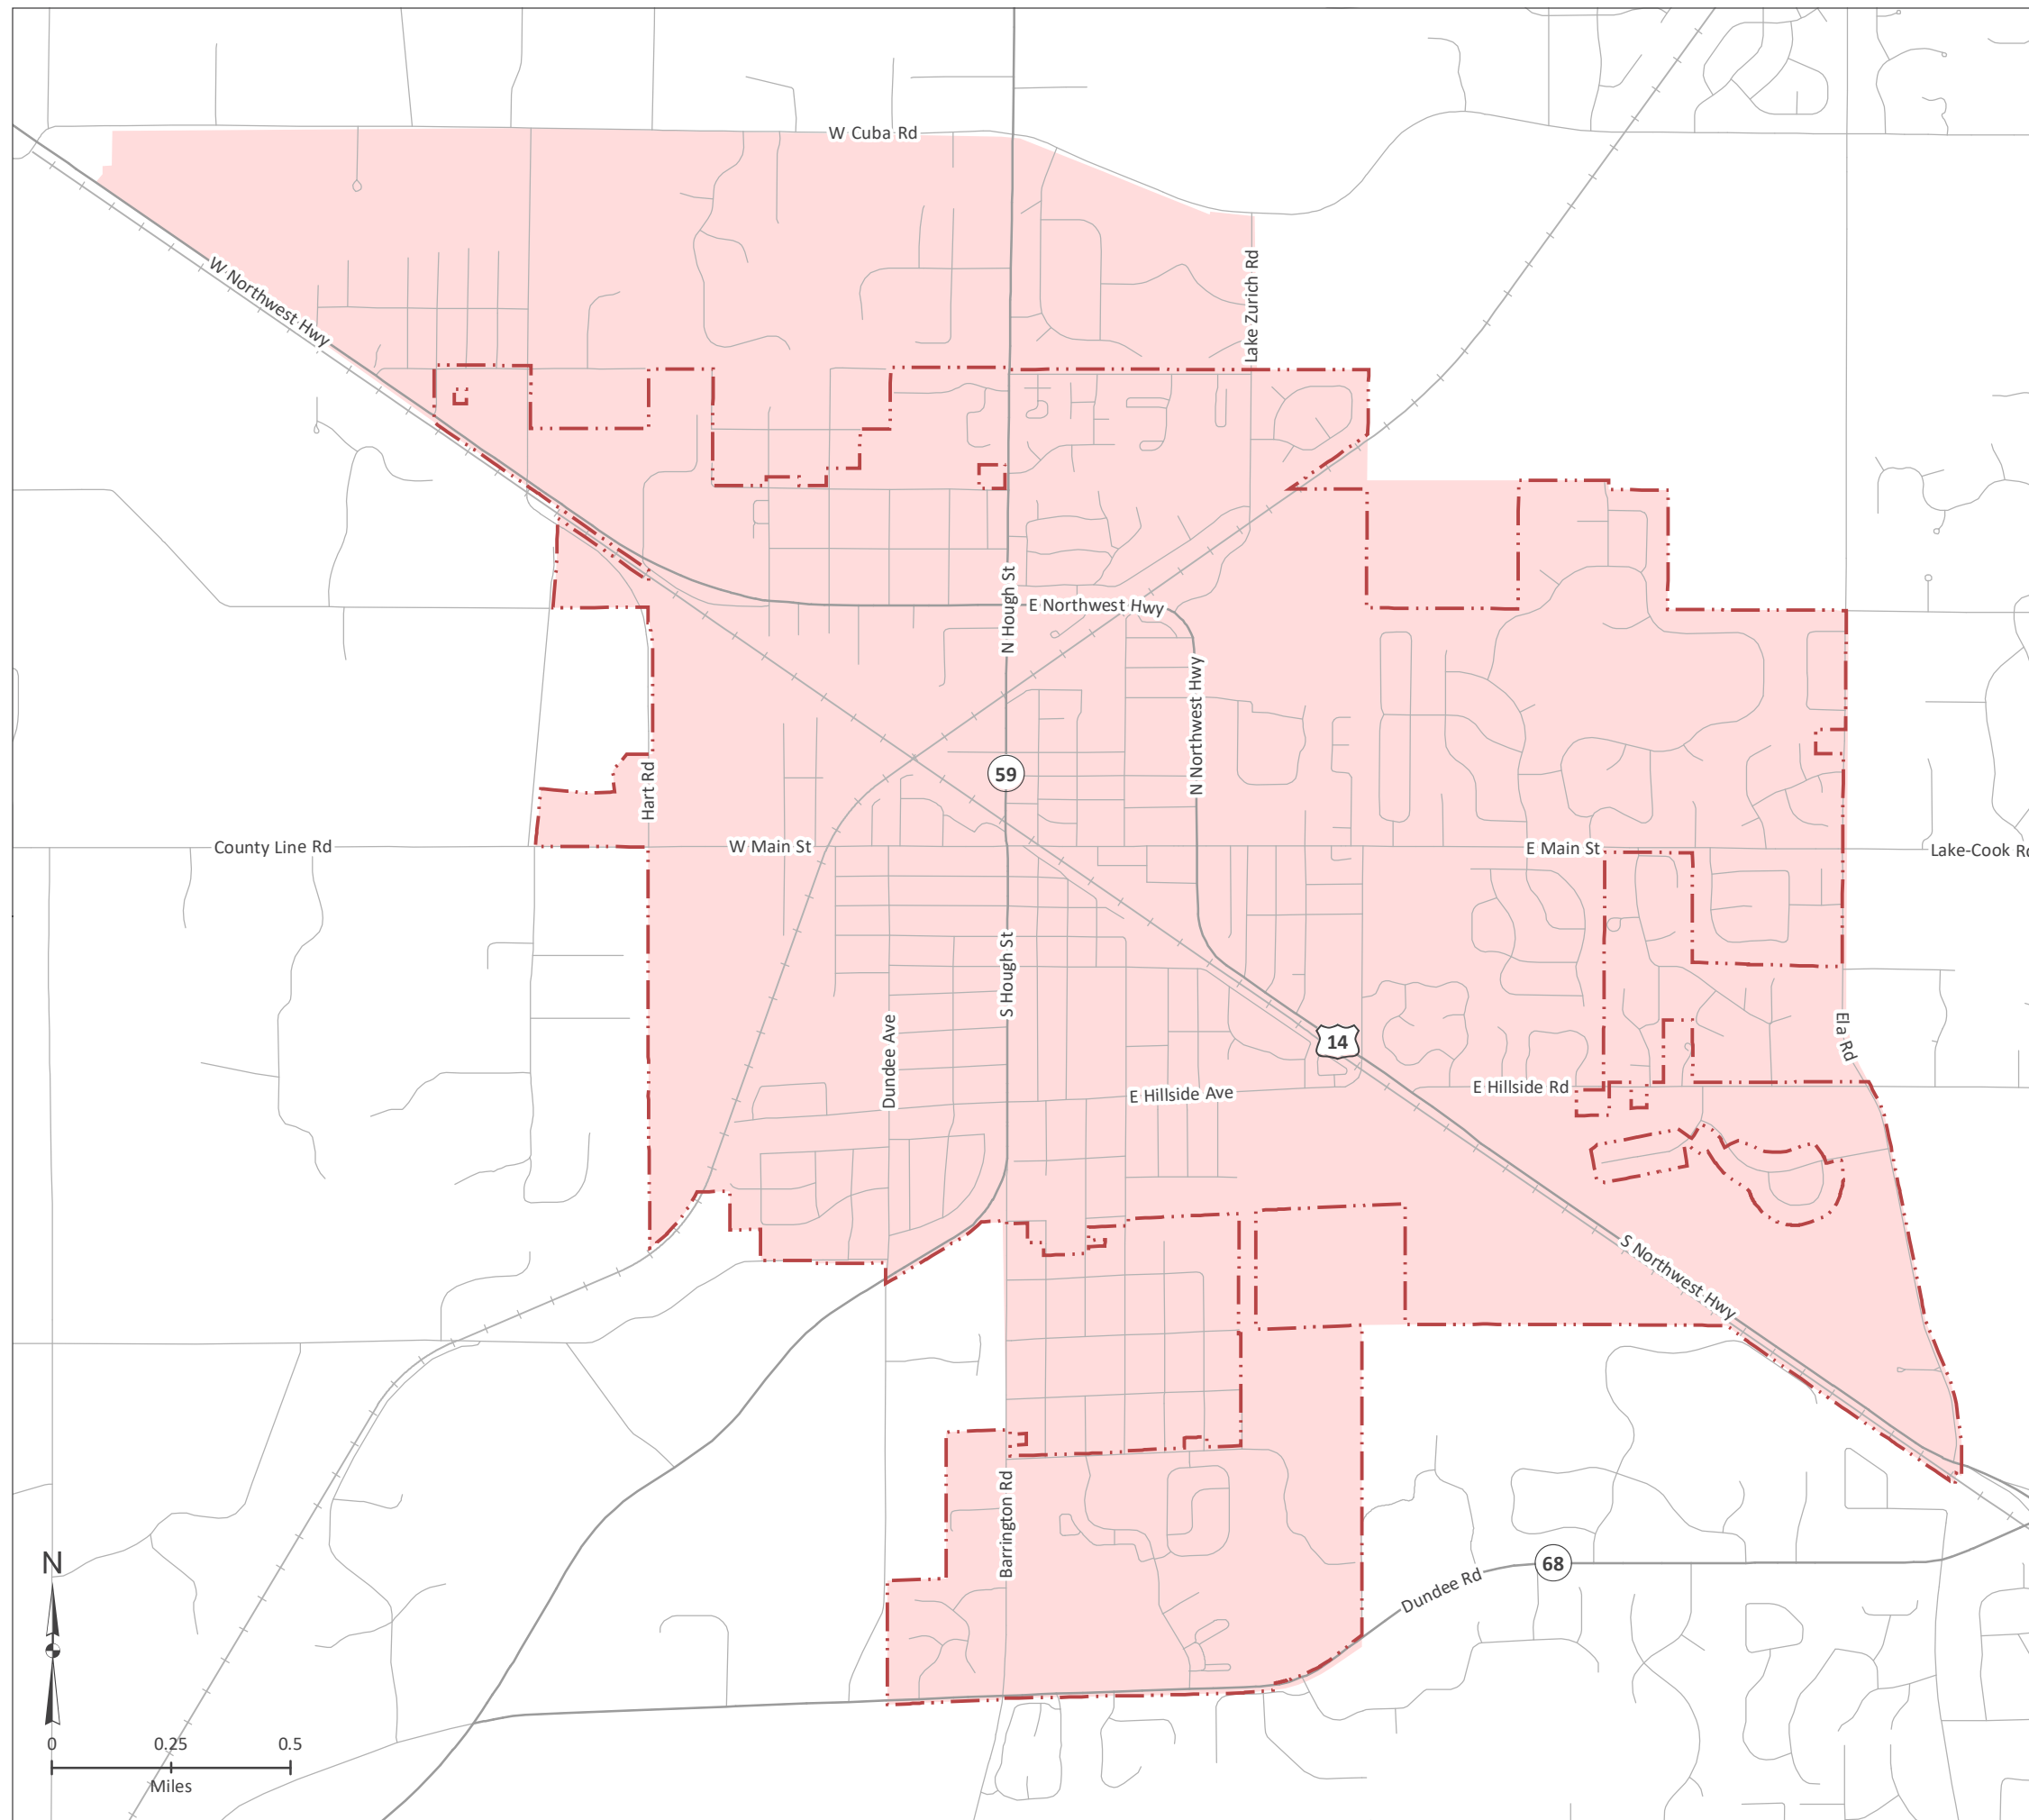 W Cuba Rd
W Northwest Hwy
Lake Zurich Rd
N Hough St
E Northwest Hwy
N Northwest Hwy
59
Hart Rd
County Line Rd
W Main St
E Main St
Lake-Cook Rd
S Hough St
Dundee Ave
14
Ela Rd
E Hillside Ave
E Hillside Rd
S Northwest Hwy
Barrington Rd
68
Dundee Rd
N
0 0.25 0.5
Miles